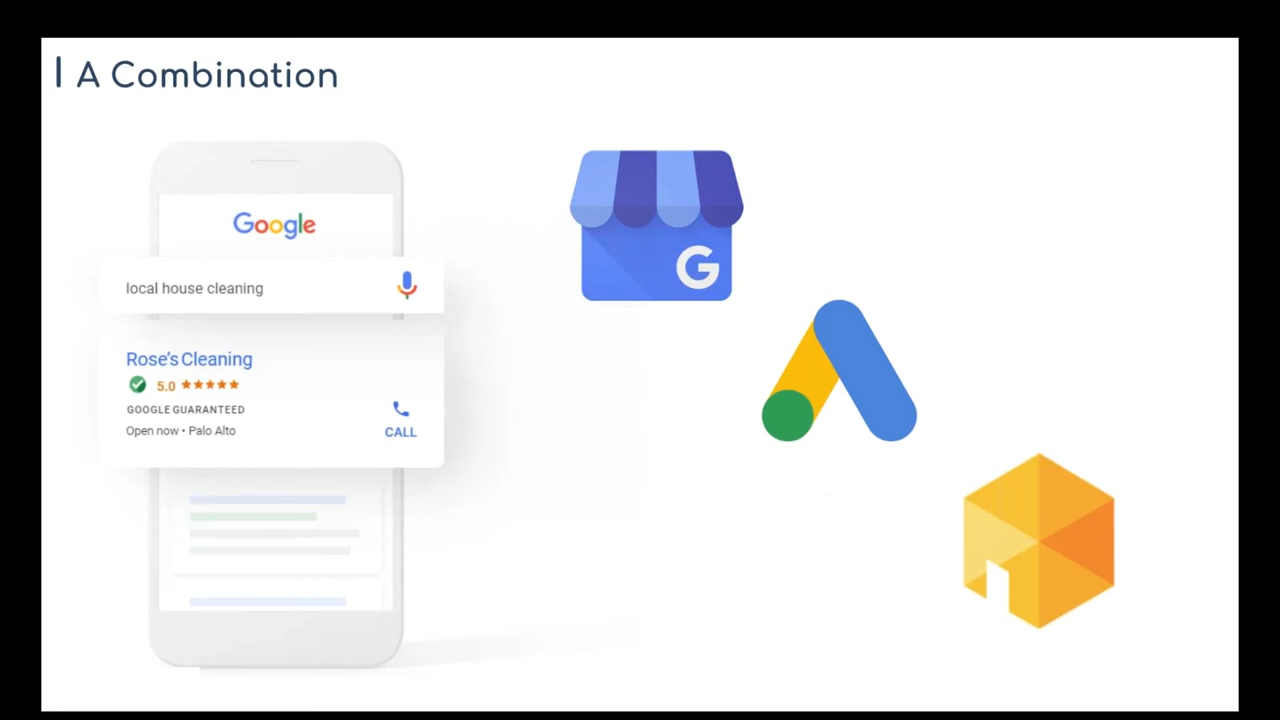 A Combination
Google
local house cleaning
Rose's Cleaning
5.0
GOOGLE GUARANTEED
Open now • Palo Alto
CALL
G